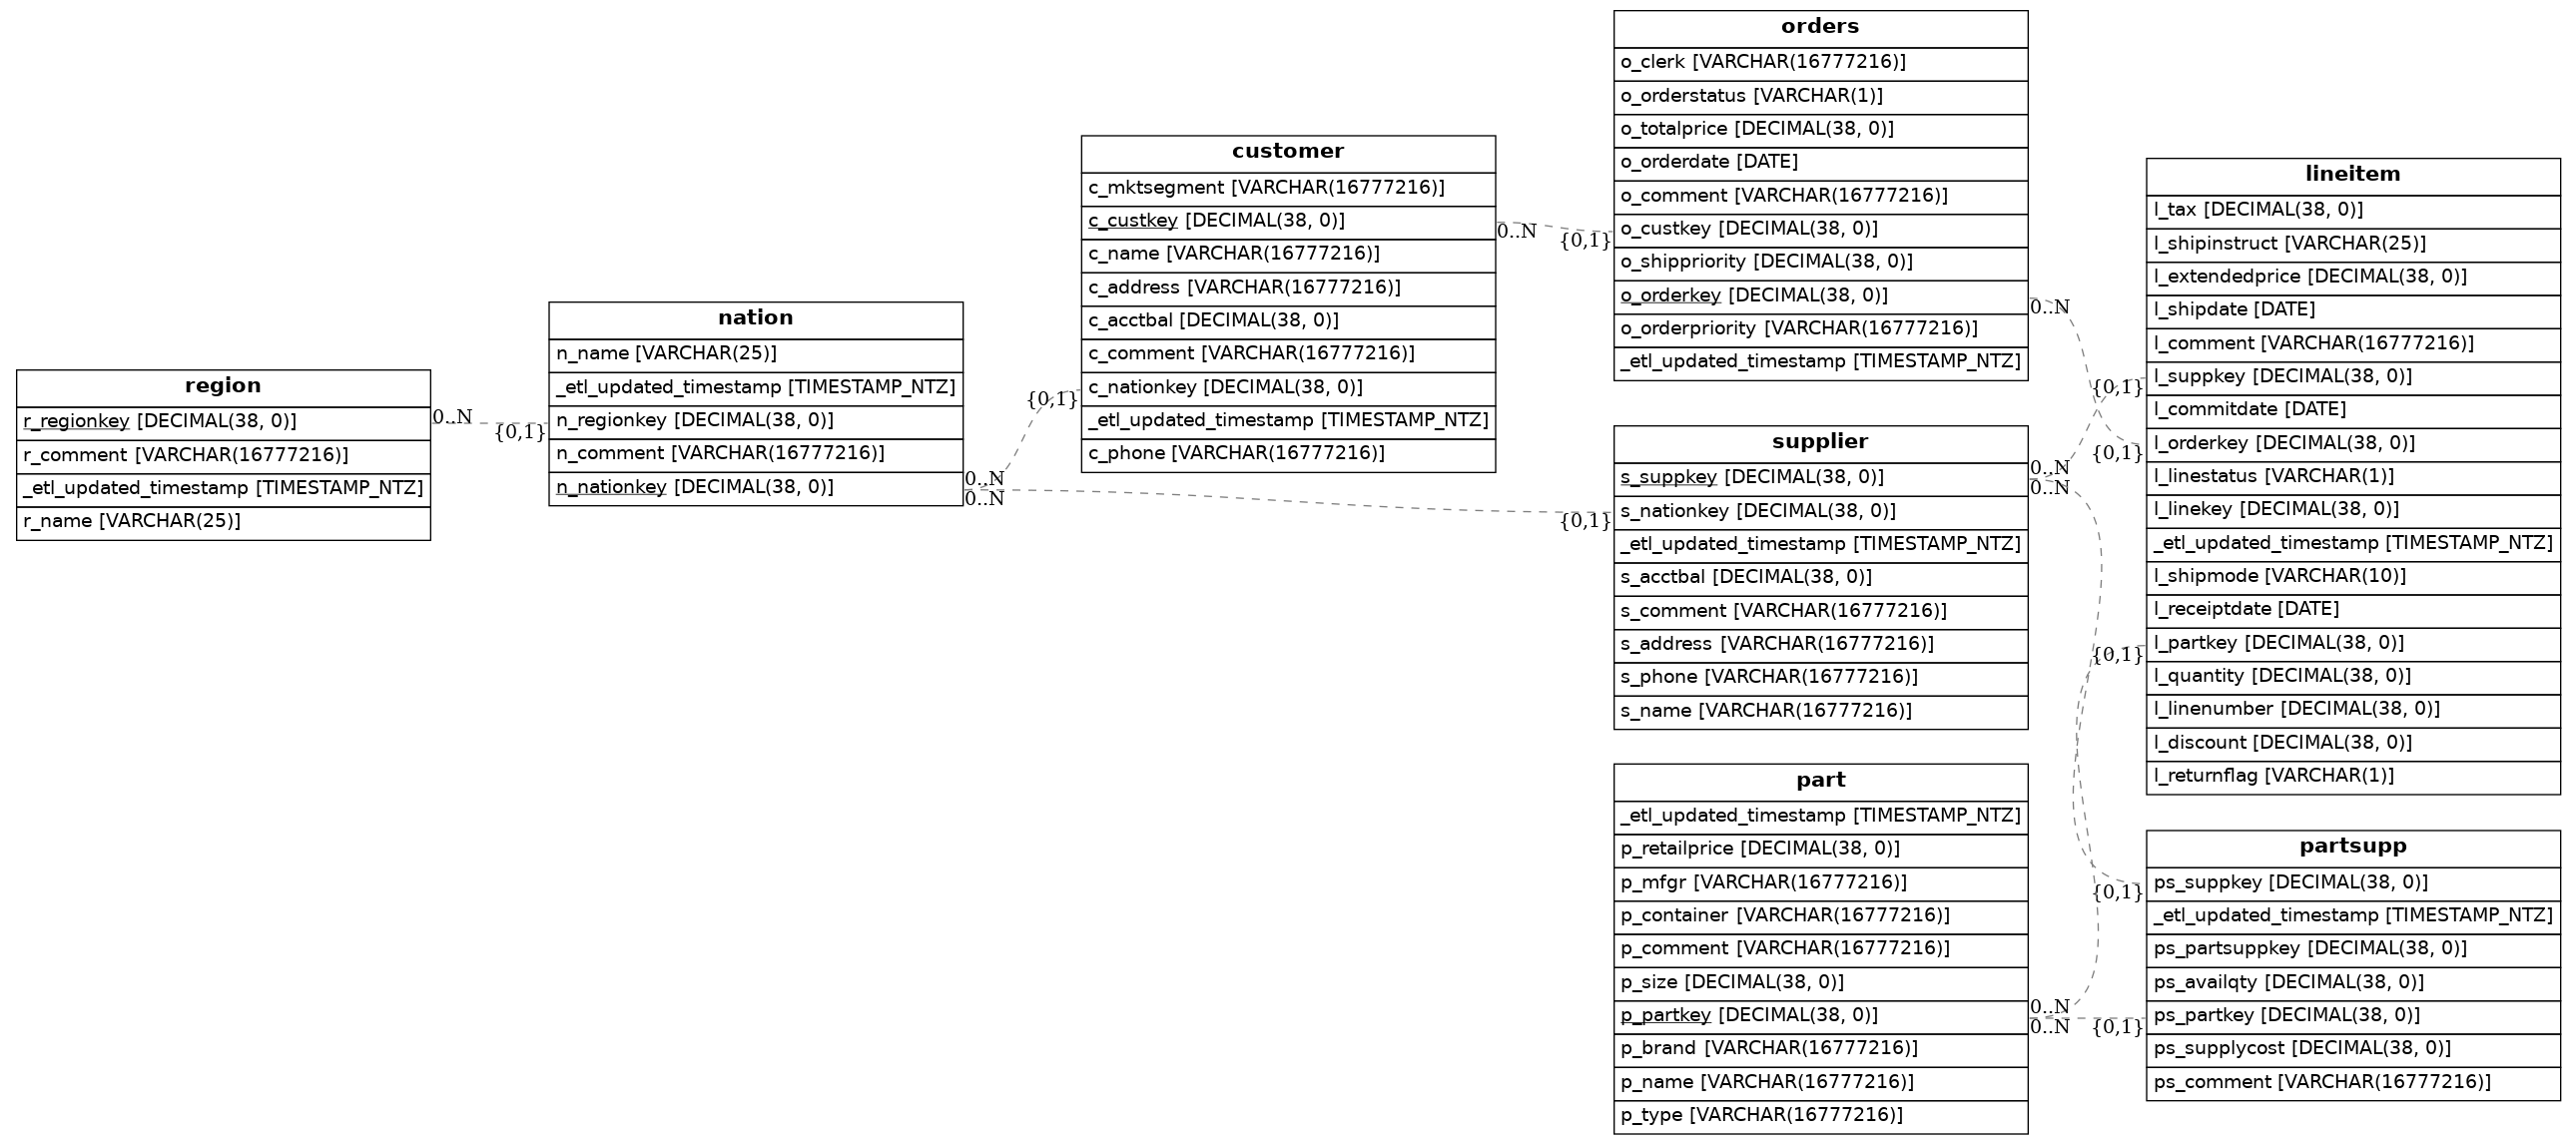 region
r_regionkey [DECIMAL(38, 0)]
r_comment [VARCHAR(16777216)]
_etl_updated_timestamp [TIMESTAMP_NTZ]
r_name [VARCHAR(25)]
0..N
{0,1}
nation
n_name [VARCHAR(25)]
_etl_updated_timestamp [TIMESTAMP_NTZ]
n_regionkey [DECIMAL(38, 0)]
n_comment [VARCHAR(16777216)]
n_nationkey [DECIMAL(38, 0)]
0..N
0..N
{0,1}
customer
c_mktsegment [VARCHAR(16777216)]
c_custkey [DECIMAL(38, 0)]
c_name [VARCHAR(16777216)]
c_address [VARCHAR(16777216)]
c_acctbal [DECIMAL(38, 0)]
c_comment [VARCHAR(16777216)]
c_nationkey [DECIMAL(38, 0)]
_etl_updated_timestamp [TIMESTAMP_NTZ]
c_phone [VARCHAR(16777216)]
0..N
{0,1}
orders
o_clerk [VARCHAR(16777216)]
o_orderstatus [VARCHAR(1)]
o_totalprice [DECIMAL(38, 0)]
o_orderdate [DATE]
o_comment [VARCHAR(16777216)]
o_custkey [DECIMAL(38, 0)]
o_shippriority [DECIMAL(38, 0)]
o_orderkey [DECIMAL(38, 0)]
o_orderpriority [VARCHAR(16777216)]
_etl_updated_timestamp [TIMESTAMP_NTZ]
0..N
{0,1}
supplier
s_suppkey [DECIMAL(38, 0)]
s_nationkey [DECIMAL(38, 0)]
_etl_updated_timestamp [TIMESTAMP_NTZ]
s_acctbal [DECIMAL(38, 0)]
s_comment [VARCHAR(16777216)]
s_address [VARCHAR(16777216)]
s_phone [VARCHAR(16777216)]
s_name [VARCHAR(16777216)]
0..N
0..N
part
_etl_updated_timestamp [TIMESTAMP_NTZ]
p_retailprice [DECIMAL(38, 0)]
p_mfgr [VARCHAR(16777216)]
p_container [VARCHAR(16777216)]
p_comment [VARCHAR(16777216)]
p_size [DECIMAL(38, 0)]
p_partkey [DECIMAL(38, 0)]
p_brand [VARCHAR(16777216)]
p_name [VARCHAR(16777216)]
p_type [VARCHAR(16777216)]
0..N
0..N
{0,1}
{0,1}
{0,1}
lineitem
l_tax [DECIMAL(38, 0)]
l_shipinstruct [VARCHAR(25)]
l_extendedprice [DECIMAL(38, 0)]
l_shipdate [DATE]
l_comment [VARCHAR(16777216)]
l_suppkey [DECIMAL(38, 0)]
l_commitdate [DATE]
l_orderkey [DECIMAL(38, 0)]
l_linestatus [VARCHAR(1)]
l_linekey [DECIMAL(38, 0)]
_etl_updated_timestamp [TIMESTAMP_NTZ]
l_shipmode [VARCHAR(10)]
l_receiptdate [DATE]
l_partkey [DECIMAL(38, 0)]
l_quantity [DECIMAL(38, 0)]
l_linenumber [DECIMAL(38, 0)]
l_discount [DECIMAL(38, 0)]
l_returnflag [VARCHAR(1)]
{0,1}
{0,1}
partsupp
ps_suppkey [DECIMAL(38, 0)]
_etl_updated_timestamp [TIMESTAMP_NTZ]
ps_partsuppkey [DECIMAL(38, 0)]
ps_availqty [DECIMAL(38, 0)]
ps_partkey [DECIMAL(38, 0)]
ps_supplycost [DECIMAL(38, 0)]
ps_comment [VARCHAR(16777216)]